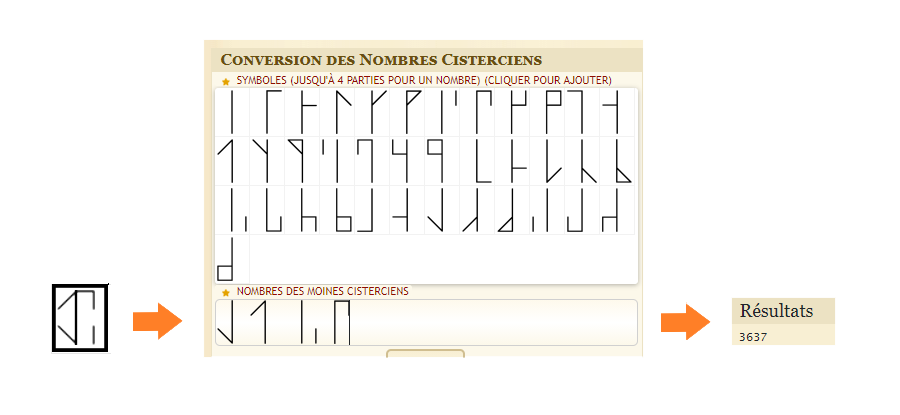 CONVERSION DES NOMBRES CISTERCIENS
SYMBOLES (JUSQU'À 4 PARTIES POUR UN NOMBRE) (CLIQUER POUR AJOUTER)
NOMBRES DES MOINES CISTERCIENS
Résultats
3637